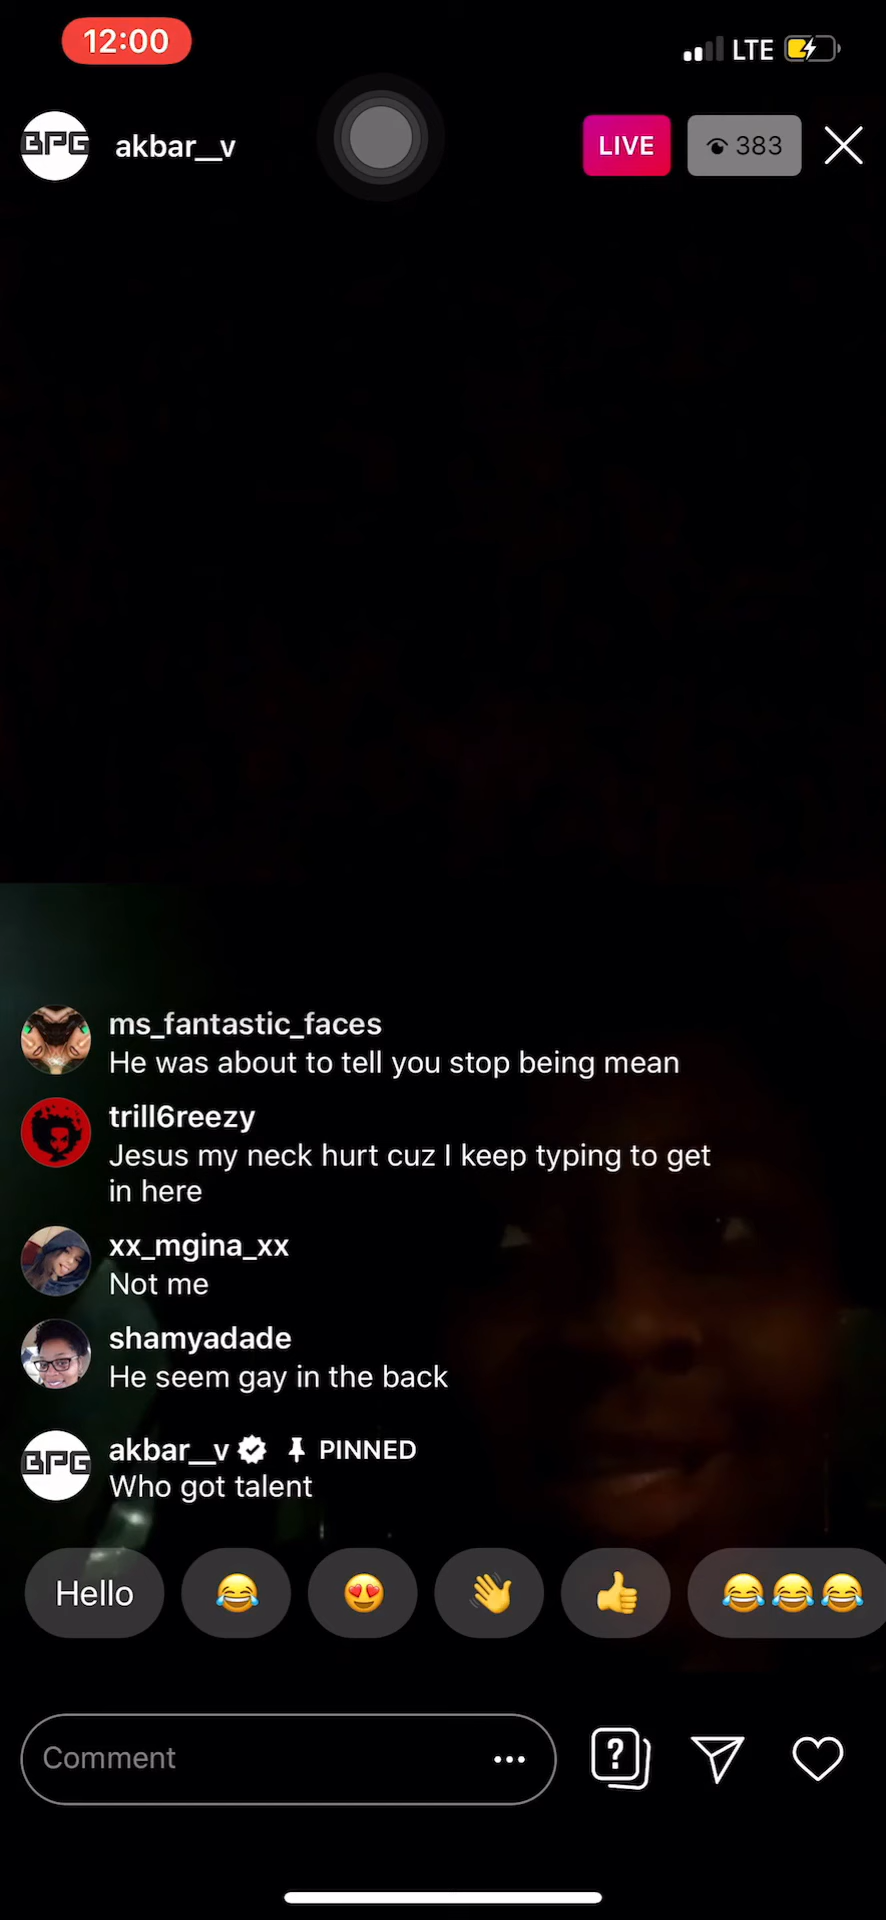 12:00
LTE
BPG
akbar__v
LIVE
383
ms_fantastic_faces
He was about to tell you stop being mean
trill6reezy
Jesus my neck hurt cuz I keep typing to get
in here
xx_mgina_xx
Not me
shamyadade
He seem gay in the back
BPG
akbar__v PINNED
Who got talent
Hello 😂 😍 👋 👍 😂😂😂
Comment